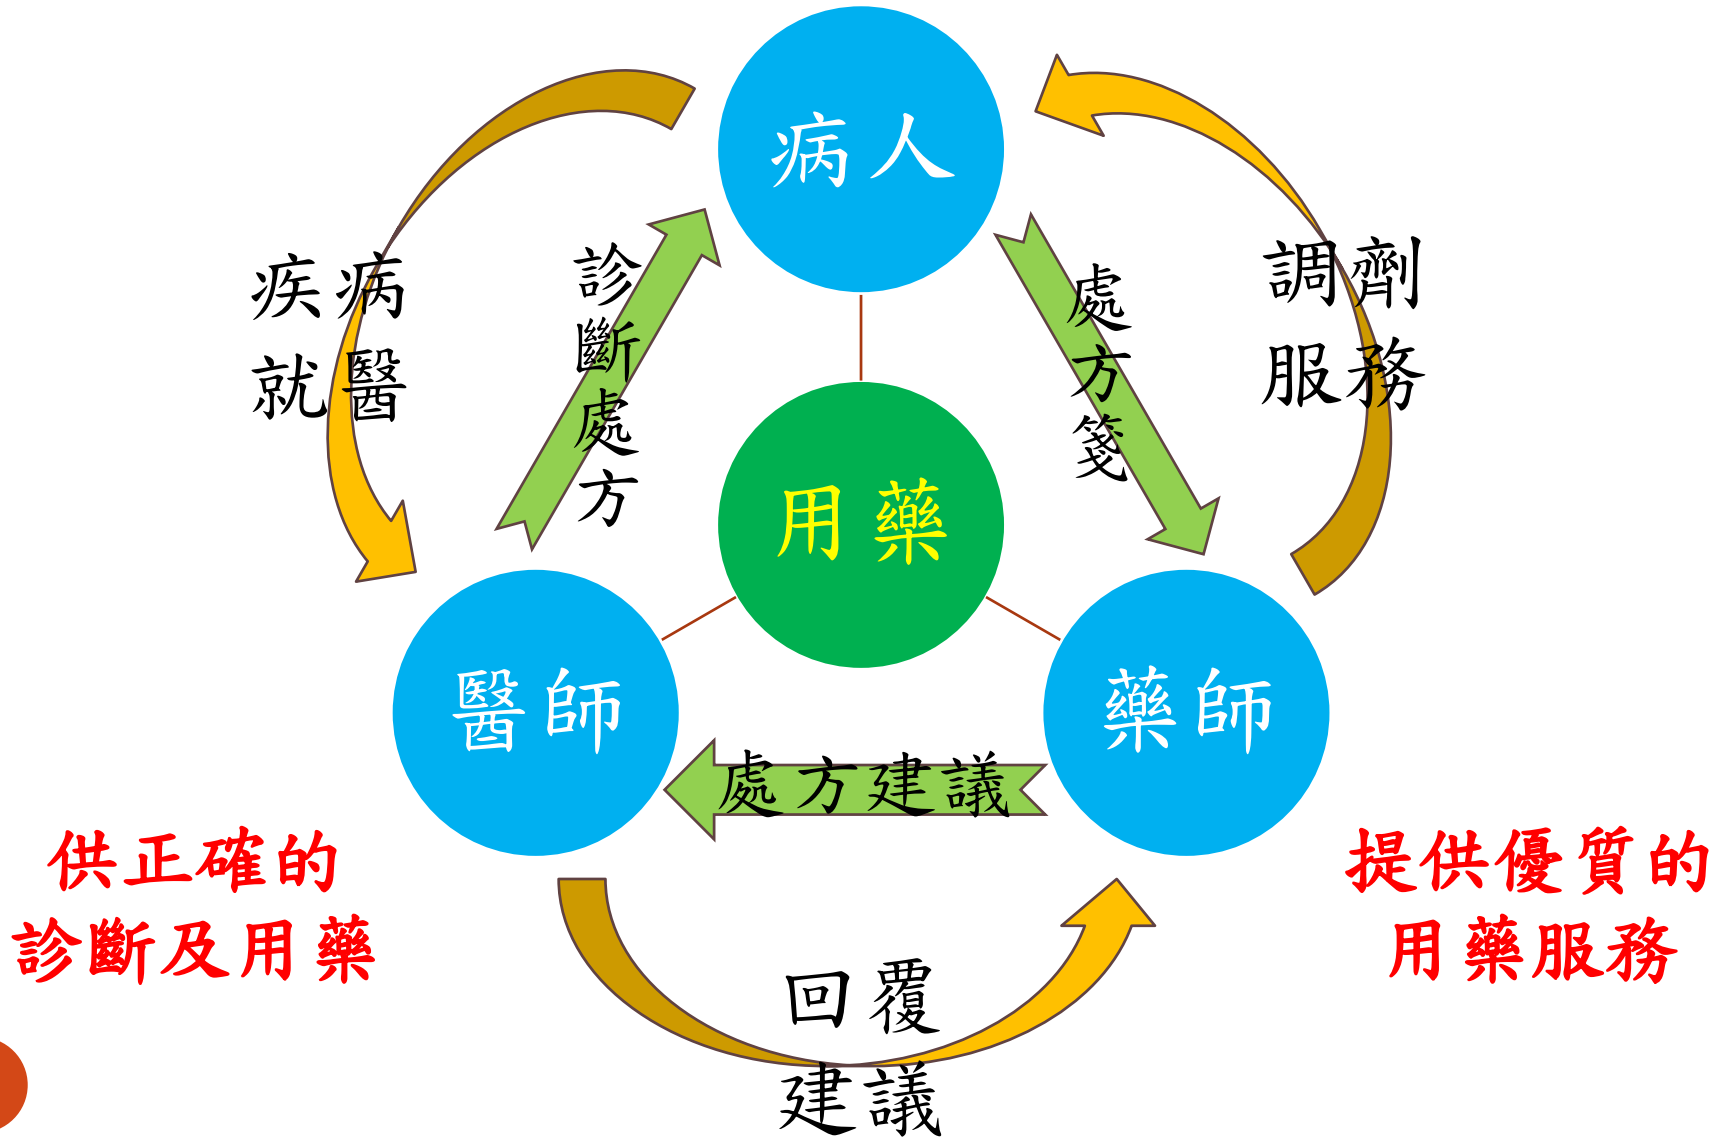 病人
疾病
就醫
診斷處方
處方箋
調劑
服務
用藥
醫師
藥師
處方建議
供正確的
診斷及用藥
提供優質的
用藥服務
回覆
建議